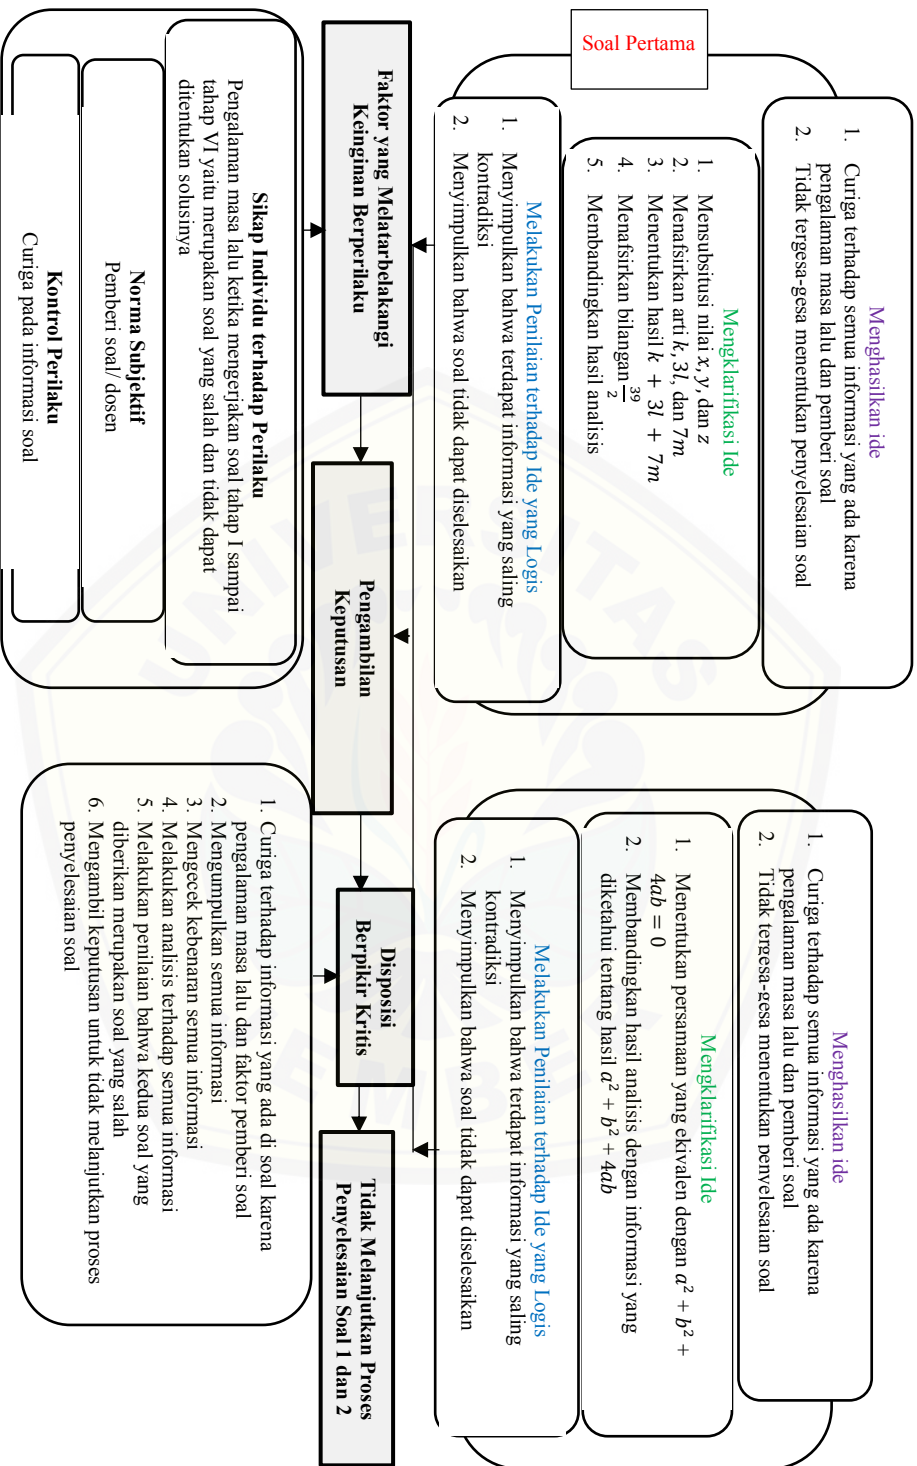 Soal Pertama
Menghasilkan ide
1. Curiga terhadap semua informasi yang ada karena
pengalaman masa lalu dan pemberi soal
2. Tidak tergesa-gesa menentukan penyelesaian soal
Mengklarifikasi Ide
1. Mensubsitusi nilai x, y, dan z
2. Menafsirkan arti k, 3l, dan 7m
3. Menentukan hasil k + 3l + 7m
4. Menafsirkan bilangan 39/2
5. Membandingkan hasil analisis
Melakukan Penilaian terhadap Ide yang Logis
1. Menyimpulkan bahwa terdapat informasi yang saling
kontradiksi
2. Menyimpulkan bahwa soal tidak dapat diselesaikan
Menghasilkan ide
1. Curiga terhadap semua informasi yang ada karena
pengalaman masa lalu dan pemberi soal
2. Tidak tergesa-gesa menentukan penyelesaian soal
Mengklarifikasi Ide
1. Menentukan persamaan yang ekivalen dengan a² + b² +
4ab = 0
2. Membandingkan hasil analisis dengan informasi yang
diketahui tentang hasil a² + b² + 4ab
Melakukan Penilaian terhadap Ide yang Logis
1. Menyimpulkan bahwa terdapat informasi yang saling
kontradiksi
2. Menyimpulkan bahwa soal tidak dapat diselesaikan
Faktor yang Melatarbelakangi
Keinginan Berperilaku
Pengambilan
Keputusan
Disposisi
Berpikir Kritis
Tidak Melanjutkan Proses
Penyelesaian Soal 1 dan 2
Sikap Individu terhadap Perilaku
Pengalaman masa lalu ketika mengerjakan soal tahap I sampai
tahap VI yaitu merupakan soal yang salah dan tidak dapat
ditentukan solusinya
Norma Subjektif
Pemberi soal/ dosen
Kontrol Perilaku
Curiga pada informasi soal
1. Curiga terhadap informasi yang ada di soal karena
pengalaman masa lalu dan faktor pemberi soal
2. Mengumpulkan semua informasi
3. Mengecek kebenaran semua informasi
4. Melakukan analisis terhadap semua informasi
5. Melakukan penilaian bahwa kedua soal yang
diberikan merupakan soal yang salah
6. Mengambil keputusan untuk tidak melanjutkan proses
penyelesaian soal
UNIVERSITAS